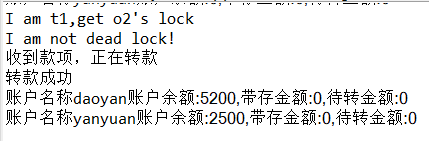 I am t1,get o2's lock
I am not dead lock!
收到款项，正在转款
转款成功
账户名称daoyan账户余额:5200,带存金额:0,待转金额:0
账户名称yanyuan账户余额:2500,带存金额:0,待转金额:0